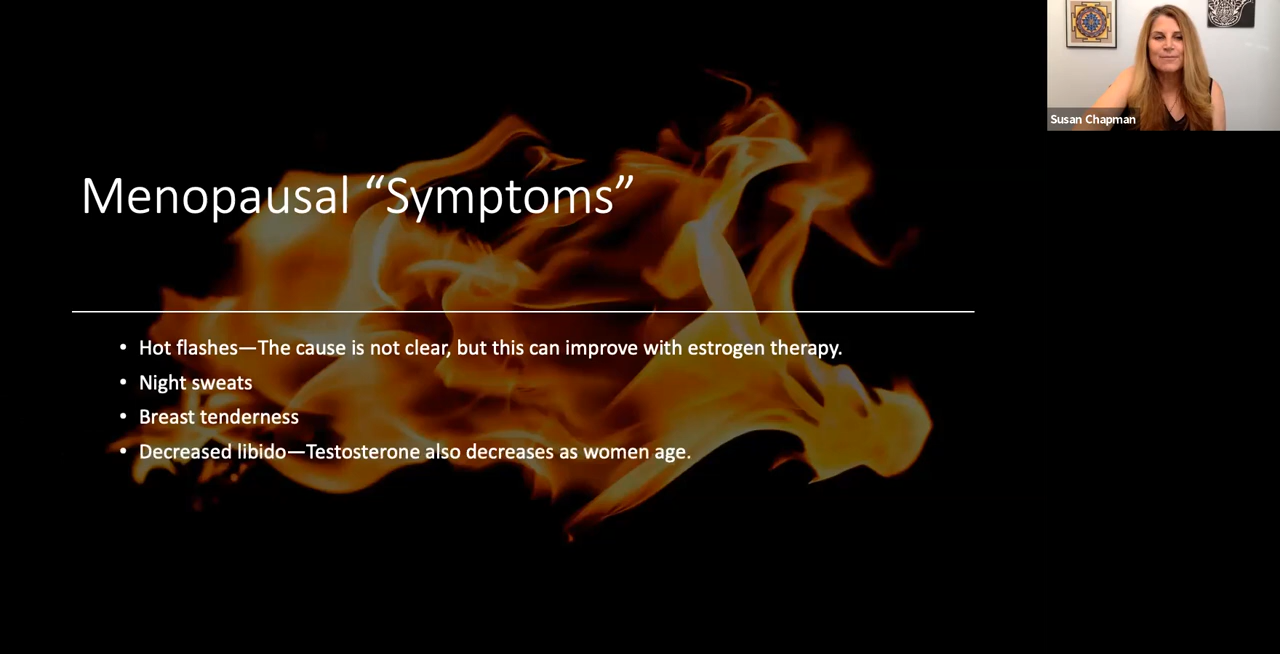 Susan Chapman
Menopausal “Symptoms”
• Hot flashes—The cause is not clear, but this can improve with estrogen therapy.
• Night sweats
• Breast tenderness
• Decreased libido—Testosterone also decreases as women age.